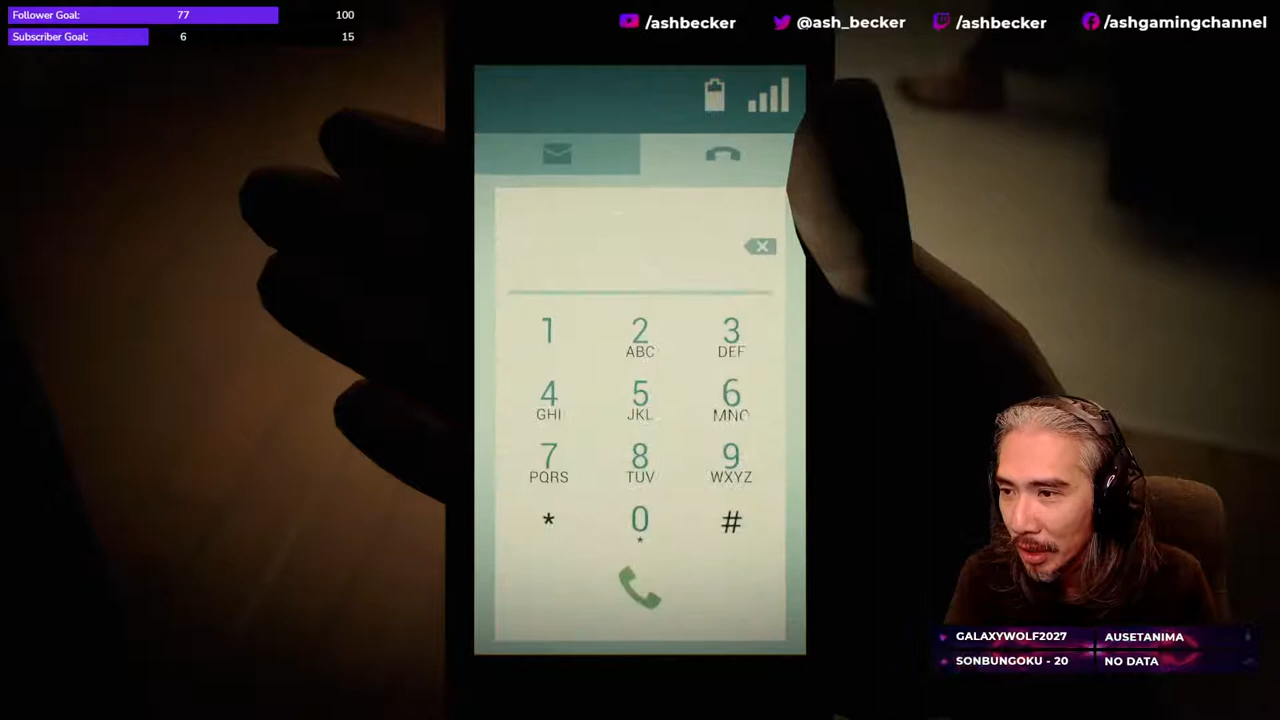 Follower Goal: 77 100
Subscriber Goal: 6 15
/ashbecker @ash_becker /ashbecker /ashgamingchannel
1 2 3
ABC DEF
4 5 6
GHI JKL MNO
7 8 9
PQRS TUV WXYZ
* 0 #
*
GALAXYWOLF2027 AUSETANIMA
SONBUNGOKU - 20 NO DATA